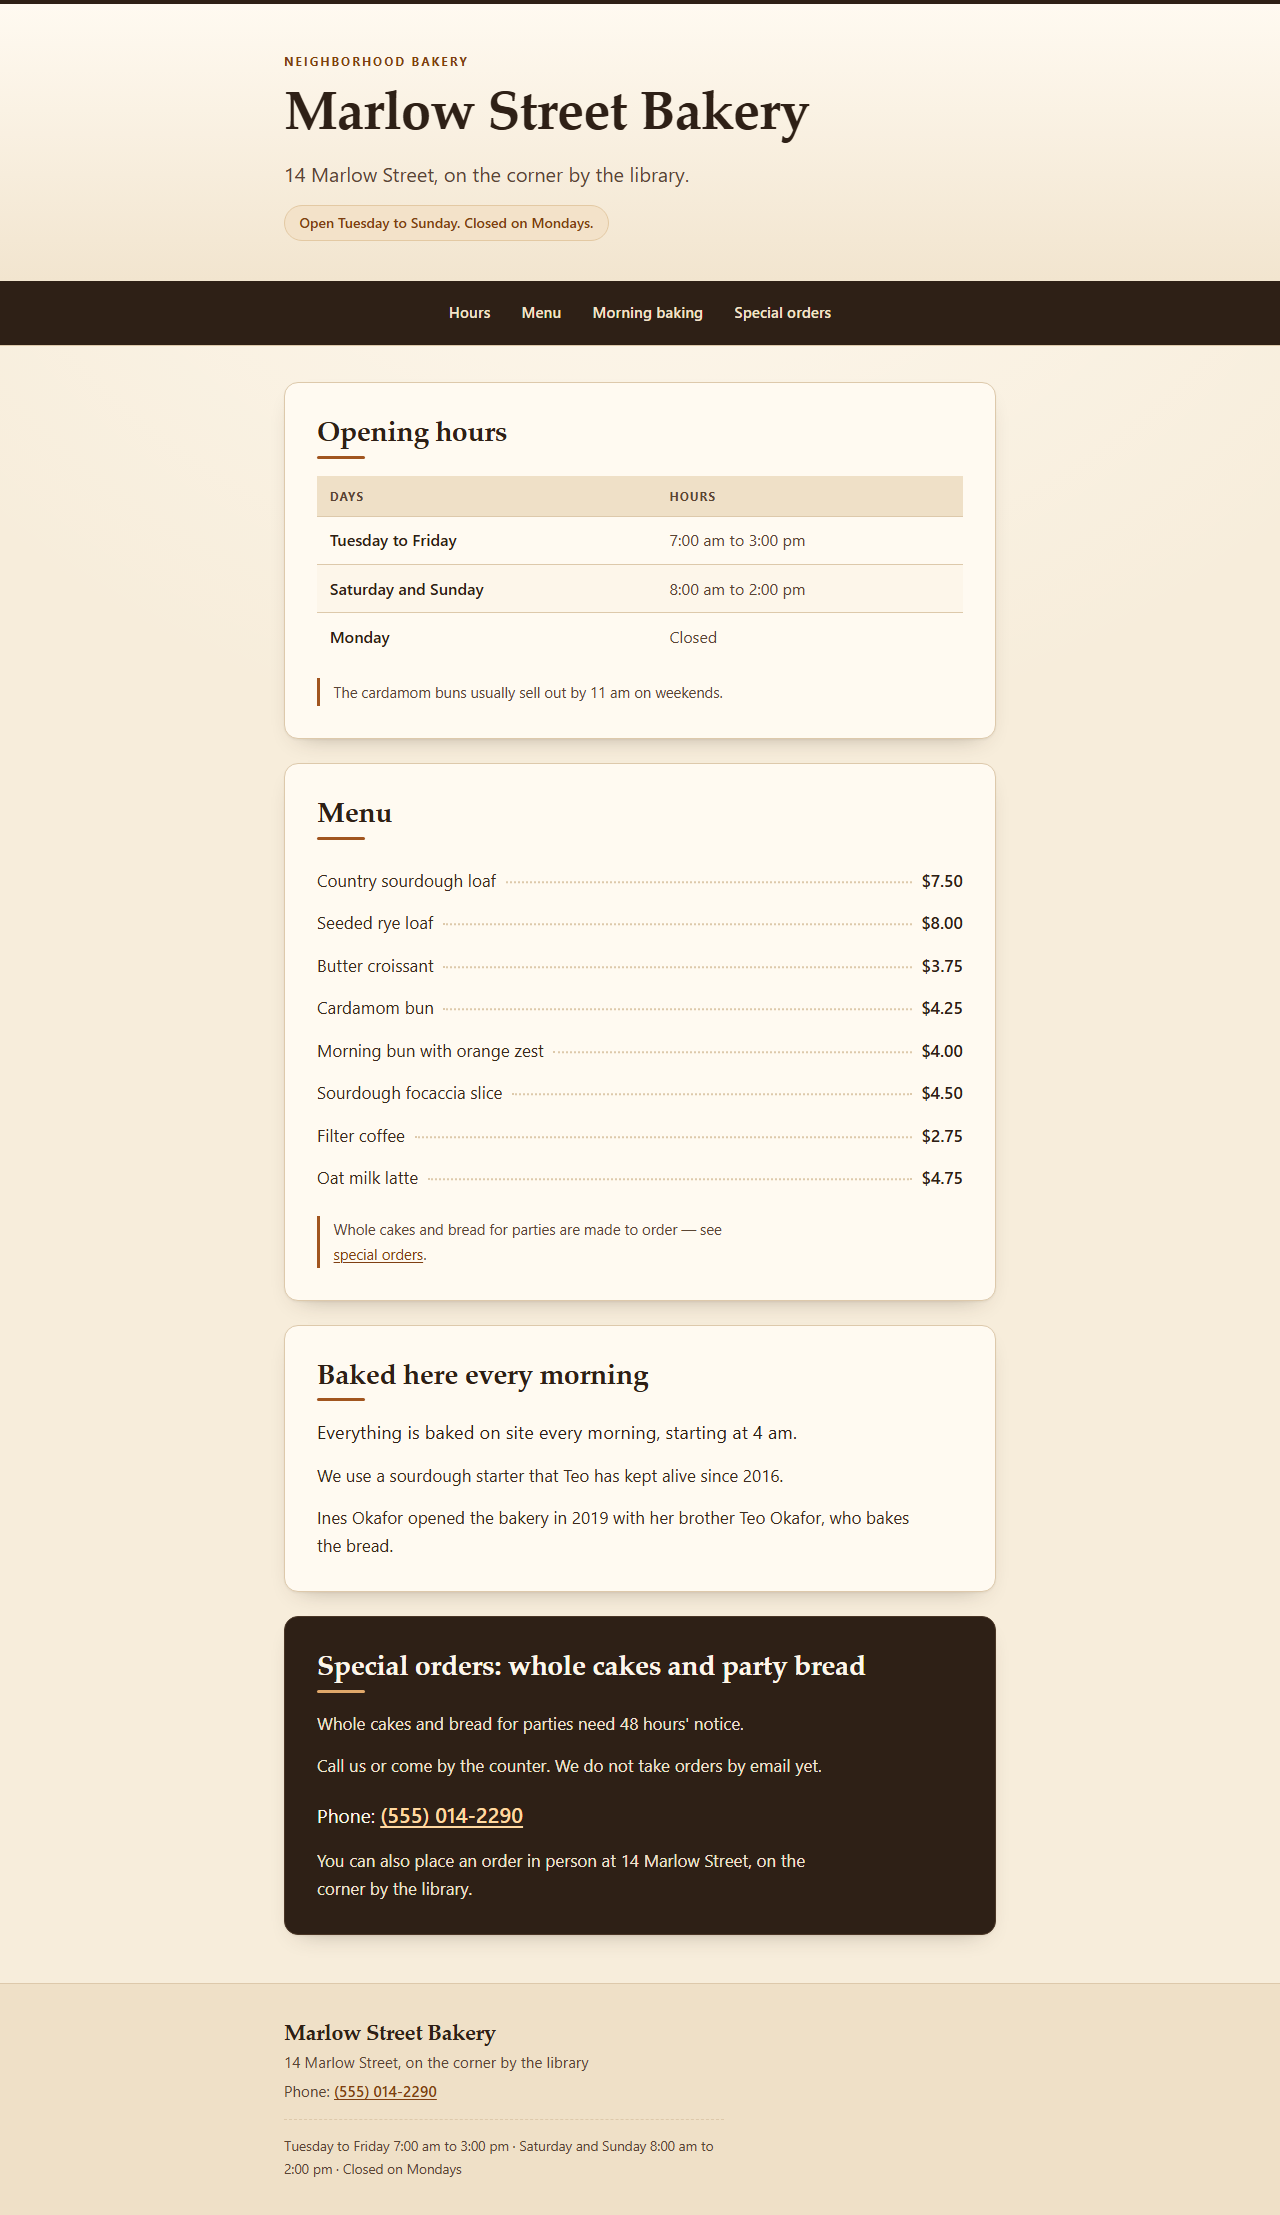 NEIGHBORHOOD BAKERY
Marlow Street Bakery
14 Marlow Street, on the corner by the library.
Open Tuesday to Sunday. Closed on Mondays.
Hours Menu Morning baking Special orders
Opening hours
DAYS HOURS
Tuesday to Friday 7:00 am to 3:00 pm
Saturday and Sunday 8:00 am to 2:00 pm
Monday Closed
The cardamom buns usually sell out by 11 am on weekends.
Menu
Country sourdough loaf $7.50
Seeded rye loaf $8.00
Butter croissant $3.75
Cardamom bun $4.25
Morning bun with orange zest $4.00
Sourdough focaccia slice $4.50
Filter coffee $2.75
Oat milk latte $4.75
Whole cakes and bread for parties are made to order — see
special orders.
Baked here every morning
Everything is baked on site every morning, starting at 4 am.
We use a sourdough starter that Teo has kept alive since 2016.
Ines Okafor opened the bakery in 2019 with her brother Teo Okafor, who bakes
the bread.
Special orders: whole cakes and party bread
Whole cakes and bread for parties need 48 hours' notice.
Call us or come by the counter. We do not take orders by email yet.
Phone: (555) 014-2290
You can also place an order in person at 14 Marlow Street, on the
corner by the library.
Marlow Street Bakery
14 Marlow Street, on the corner by the library
Phone: (555) 014-2290
Tuesday to Friday 7:00 am to 3:00 pm · Saturday and Sunday 8:00 am to
2:00 pm · Closed on Mondays